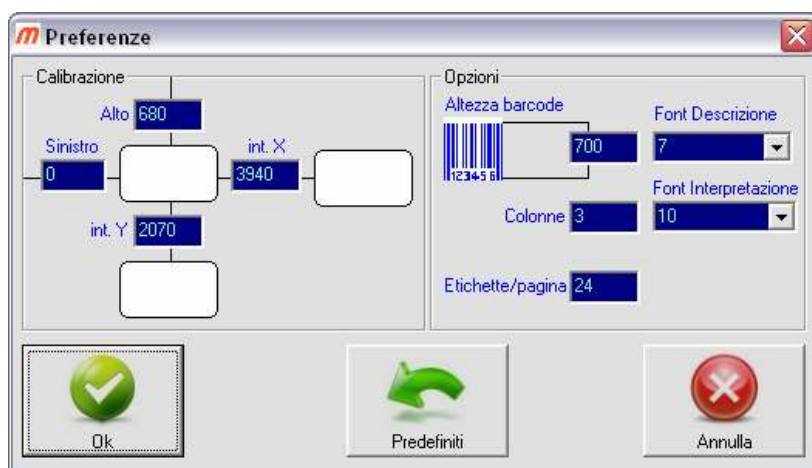 m Preferenze
Calibrazione
Alto 680
Sinistro
0
int. X
3940
int. Y 2070
Opzioni
Altezza barcode
123456
700
Font Descrizione
7
Colonne 3
Font Interpretazione
10
Etichette/pagina 24
Ok
Predefiniti
Annulla